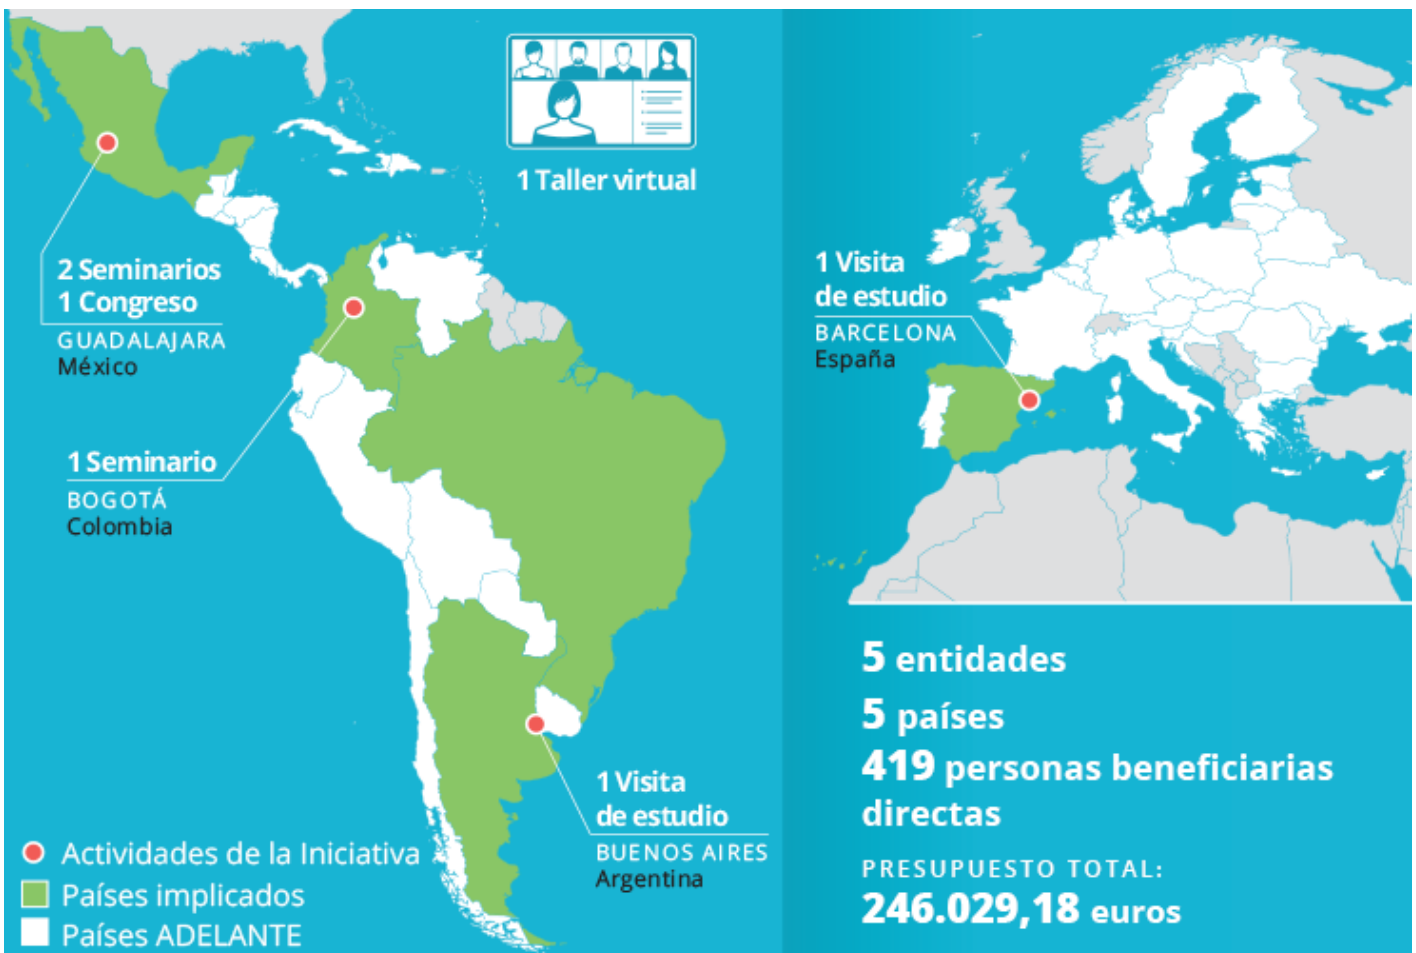 1 Taller virtual
2 Seminarios
1 Congreso
GUADALAJARA
México
1 Seminario
BOGOTÁ
Colombia
1 Visita
de estudio
BUENOS AIRES
Argentina
Actividades de la Iniciativa
Países implicados
Países ADELANTE
1 Visita
de estudio
BARCELONA
España
5 entidades
5 países
419 personas beneficiarias
directas
PRESUPUESTO TOTAL:
246.029,18 euros